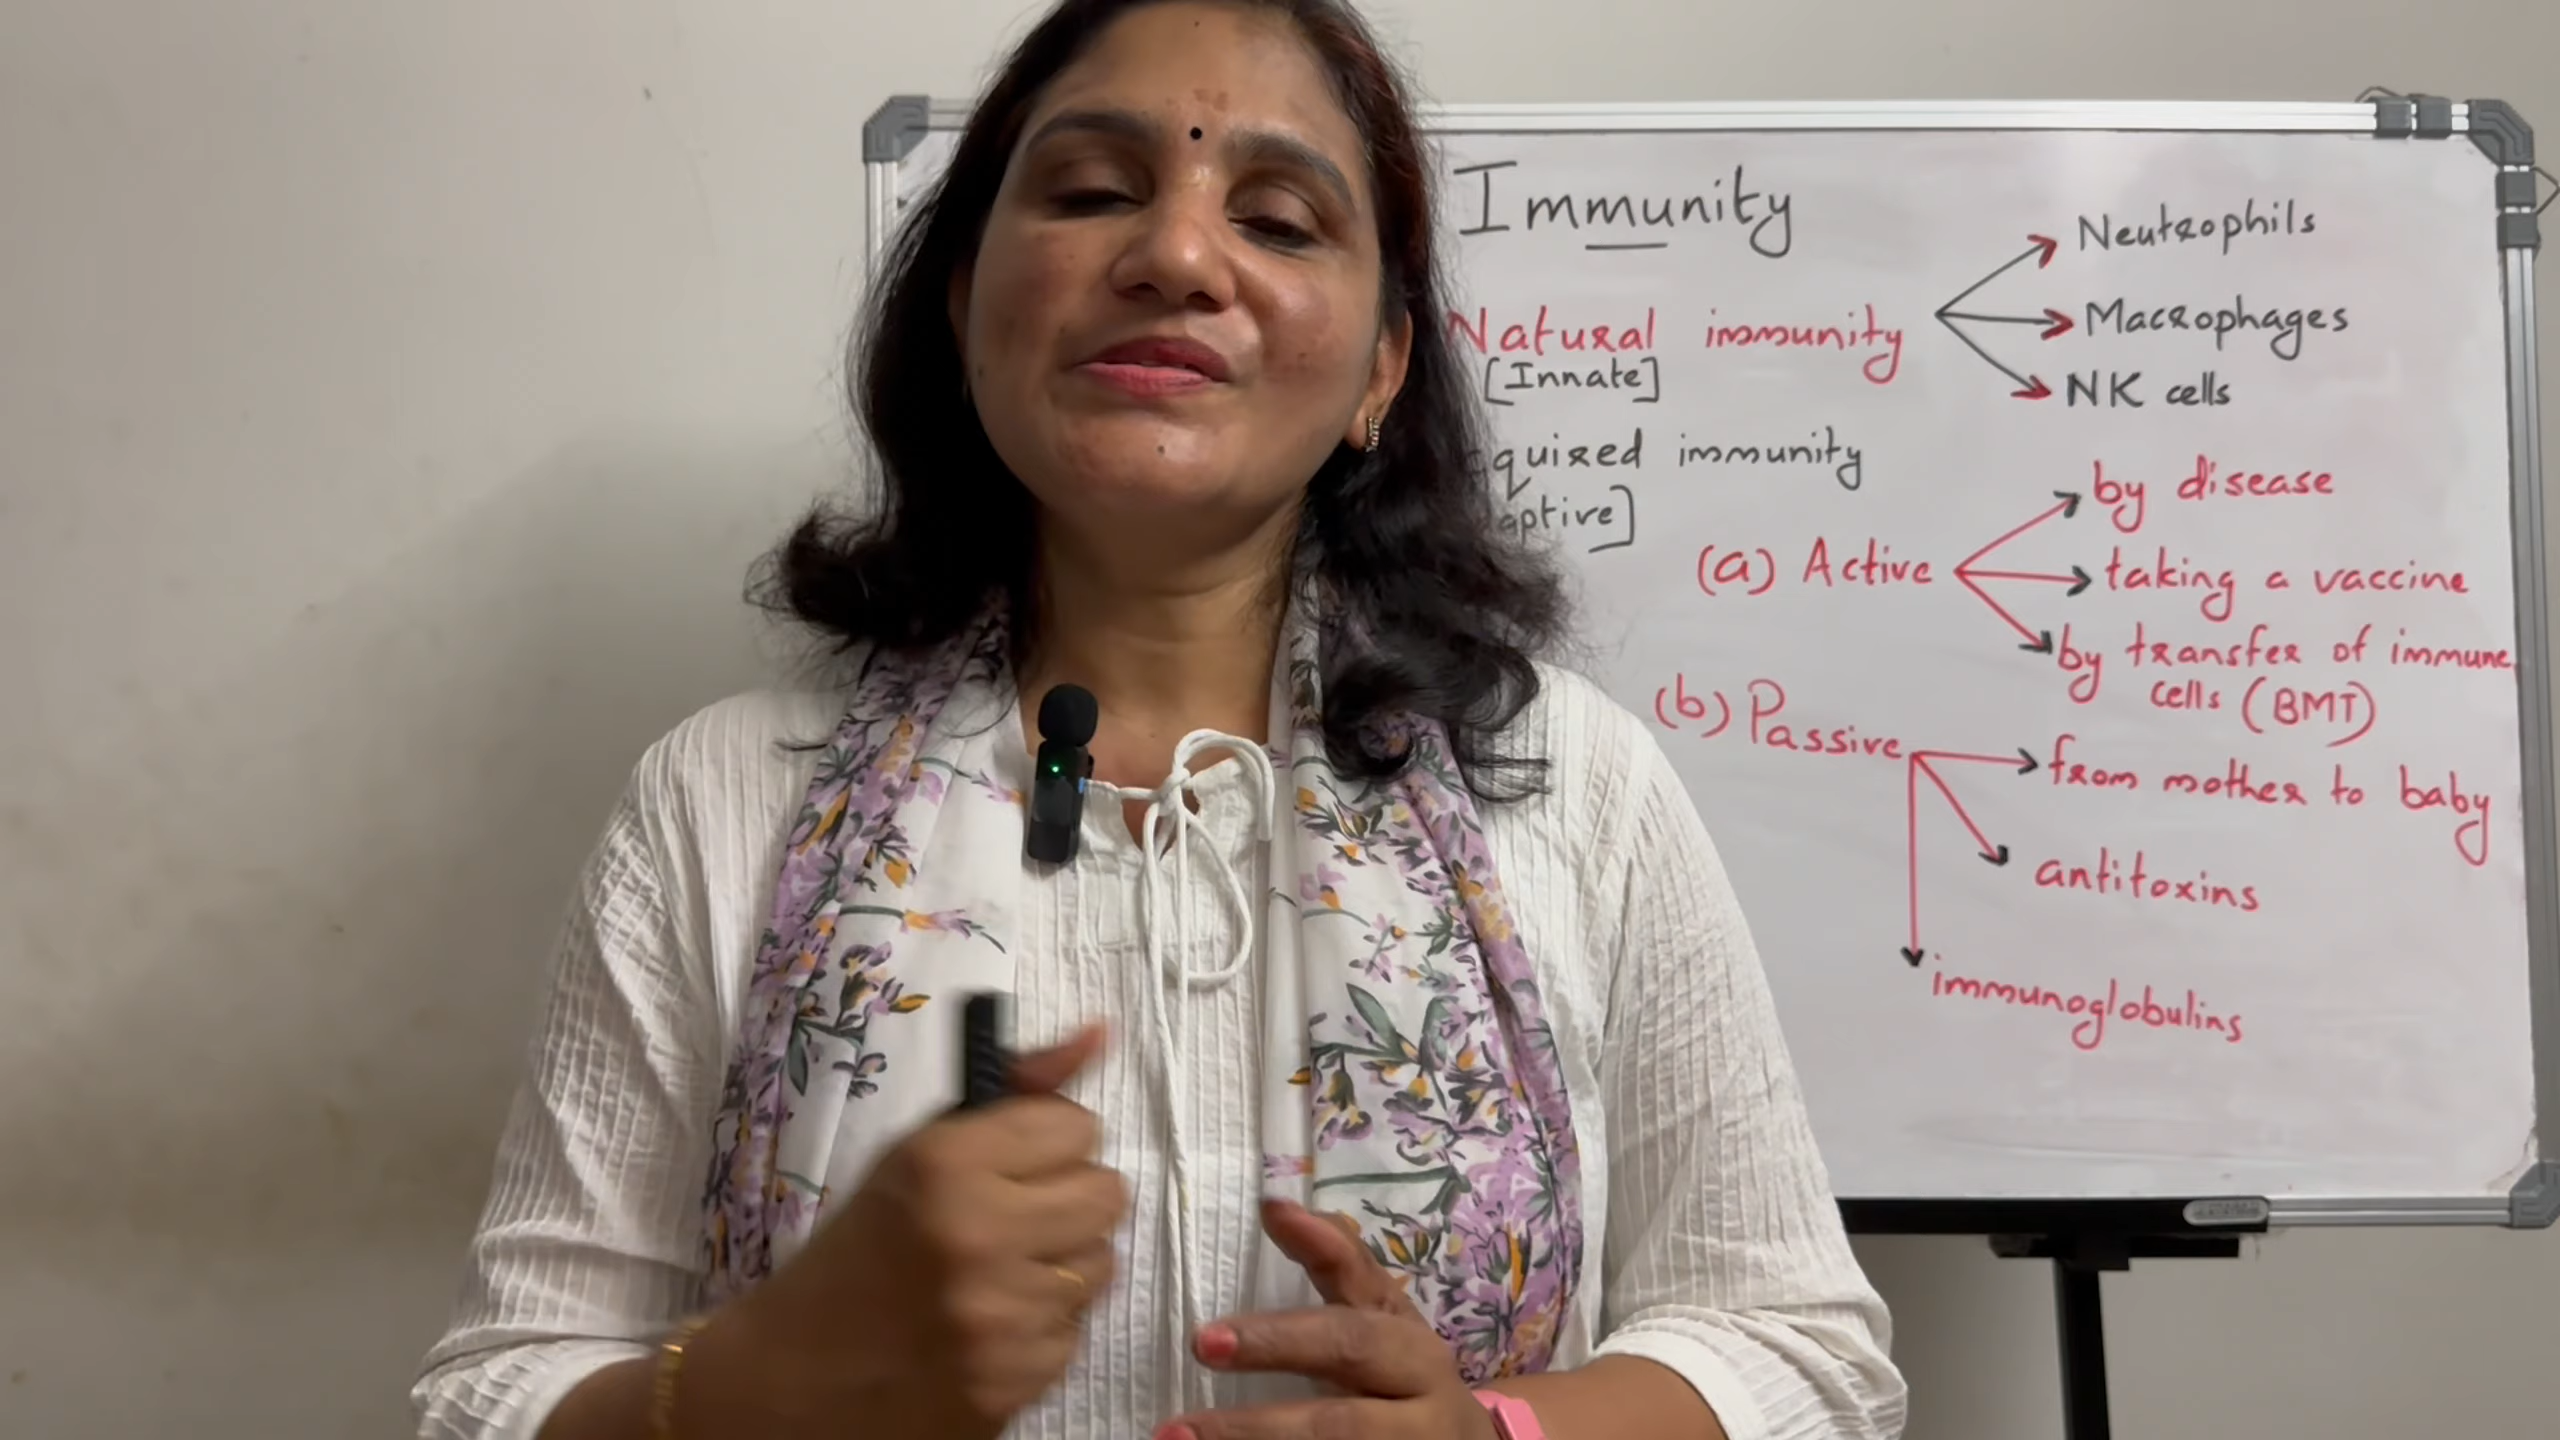 Immunity
Neutrophils
Natural immunity
Macrophages
[Innate]
NK cells
quired immunity
aptive]
by disease
(a) Active
taking a vaccine
by transfer of immune
cells (BMT)
(b) Passive
from mother to baby
antitoxins
immunoglobulins